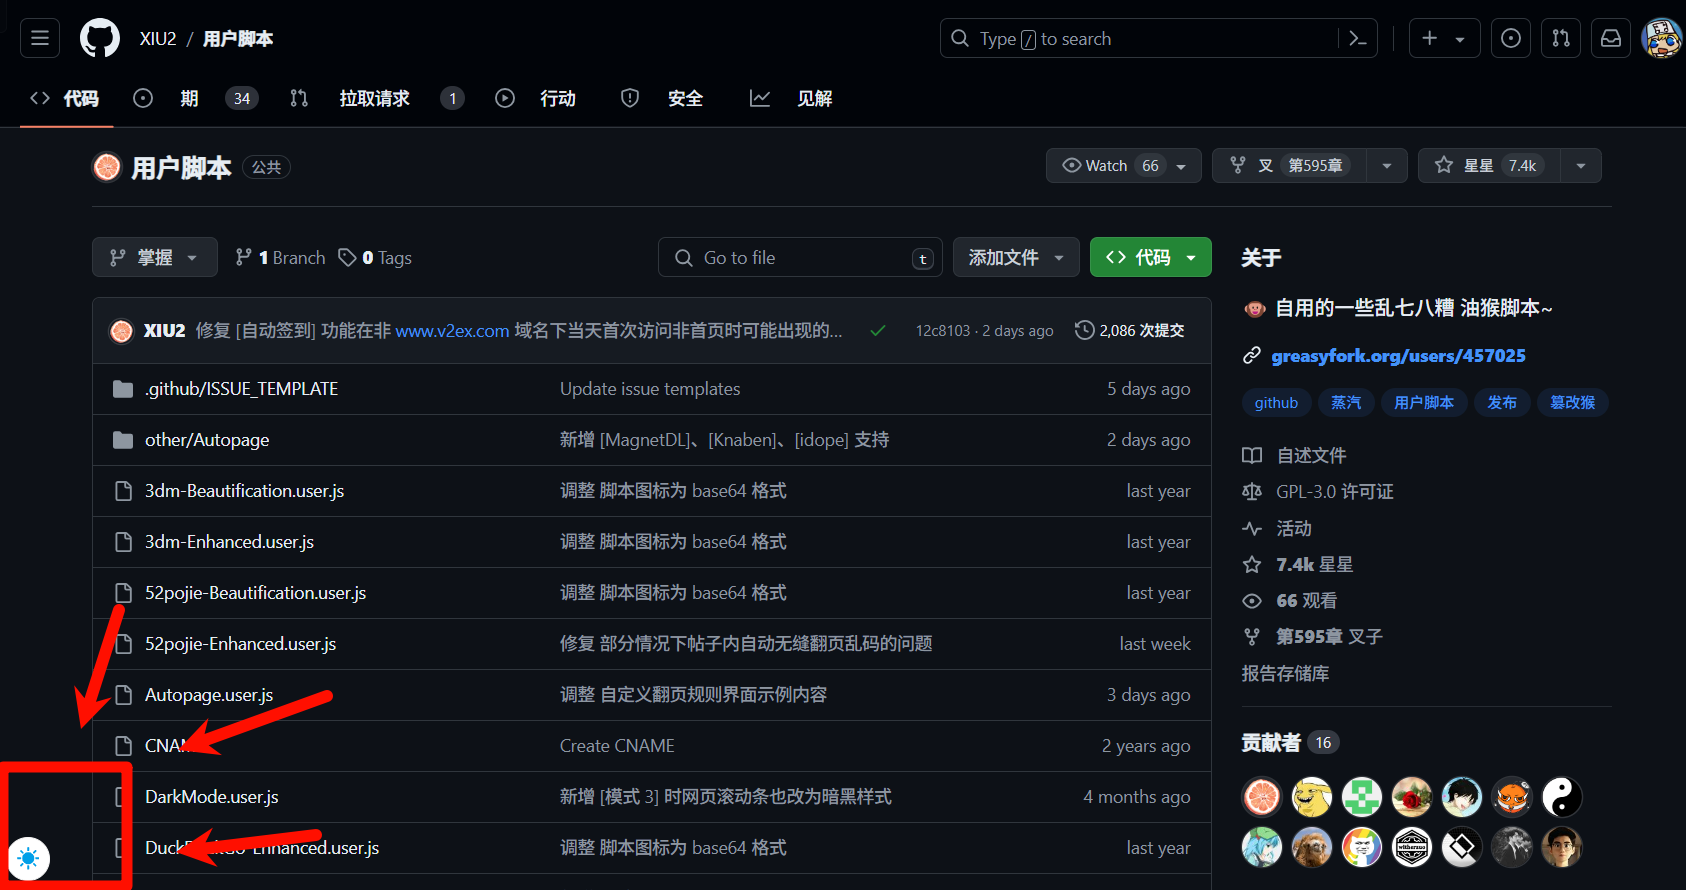 XIU2 / 用户脚本
Type / to search
代码 期 34 拉取请求 1 行动 安全 见解
用户脚本 公共
Watch 66 叉 第595章 星星 7.4k
掌握 1 Branch 0 Tags
Go to file t 添加文件 代码
XIU2 修复 [自动签到] 功能在非 www.v2ex.com 域名下当天首次访问非首页时可能出现的... 12c8103 · 2 days ago 2,086 次提交
.github/ISSUE_TEMPLATE Update issue templates 5 days ago
other/Autopage 新增 [MagnetDL]、[Knaben]、[idope] 支持 2 days ago
3dm-Beautification.user.js 调整 脚本图标为 base64 格式 last year
3dm-Enhanced.user.js 调整 脚本图标为 base64 格式 last year
52pojie-Beautification.user.js 调整 脚本图标为 base64 格式 last year
52pojie-Enhanced.user.js 修复 部分情况下帖子内自动无缝翻页乱码的问题 last week
Autopage.user.js 调整 自定义翻页规则界面示例内容 3 days ago
Create CNAME 2 years ago
DarkMode.user.js 新增 [模式 3] 时网页滚动条也改为暗黑样式 4 months ago
调整 脚本图标为 base64 格式 last year
关于
🐵 自用的一些乱七八糟 油猴脚本~
greasyfork.org/users/457025
github 蒸汽 用户脚本 发布 篡改猴
自述文件
GPL-3.0 许可证
活动
7.4k 星星
66 观看
第595章 叉子
报告存储库
贡献者 16